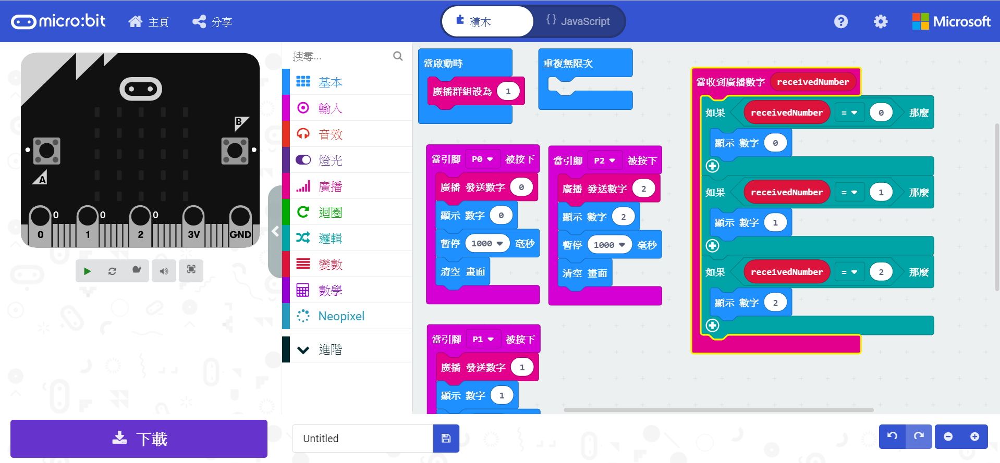 micro:bit
主頁
分享
積木
{ } JavaScript
?
Microsoft
B
A
0
0
0
0
1
2
3V
GND
下載
搜尋...
基本
輸入
音效
燈光
廣播
迴圈
邏輯
變數
數學
Neopixel
進階
當啟動時
廣播群組設為 1
重複無限次
當引腳 P0 被按下
廣播 發送數字 0
顯示 數字 0
暫停 1000 毫秒
清空 畫面
當引腳 P2 被按下
廣播 發送數字 2
顯示 數字 2
暫停 1000 毫秒
清空 畫面
當引腳 P1 被按下
廣播 發送數字 1
顯示 數字 1
當收到廣播數字 receivedNumber
如果 receivedNumber = 0 那麼
顯示 數字 0
如果 receivedNumber = 1 那麼
顯示 數字 1
如果 receivedNumber = 2 那麼
顯示 數字 2
Untitled